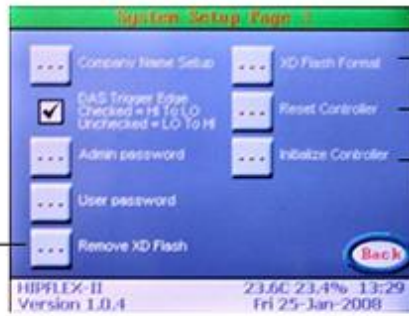 System Setup Page
... Company Name Setup
... XD Flash Format
DAS Trigger Edge
Checked = Hi To LO
Unchecked = LO To Hi
... Reset Controller
... Admin password
... Initialize Controller
... User password
... Remove XD Flash
Back
HIPFLEX-II
Version 1.0.4
23.6C 23.4% 13:29
Fri 25-Jan-2008